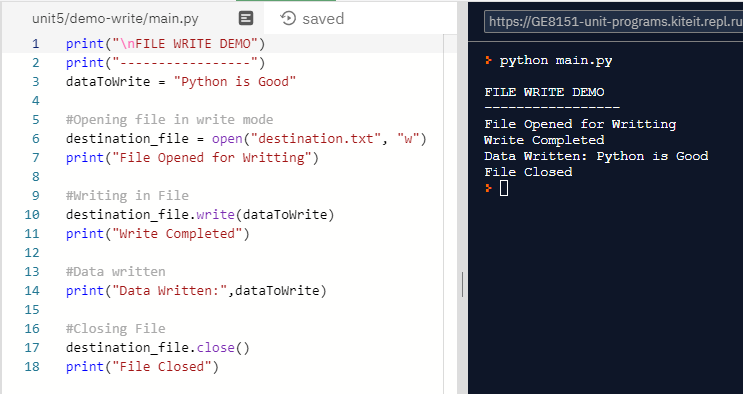 unit5/demo-write/main.py
saved
1 print("\nFILE WRITE DEMO")
2 print("-----------------")
3 dataToWrite = "Python is Good"
4
5 #Opening file in write mode
6 destination_file = open("destination.txt", "w")
7 print("File Opened for Writting")
8
9 #Writing in File
10 destination_file.write(dataToWrite)
11 print("Write Completed")
12
13 #Data written
14 print("Data Written:",dataToWrite)
15
16 #Closing File
17 destination_file.close()
18 print("File Closed")
https://GE8151-unit-programs.kiteit.repl.ru
> python main.py
FILE WRITE DEMO
-----------------
File Opened for Writting
Write Completed
Data Written: Python is Good
File Closed
>